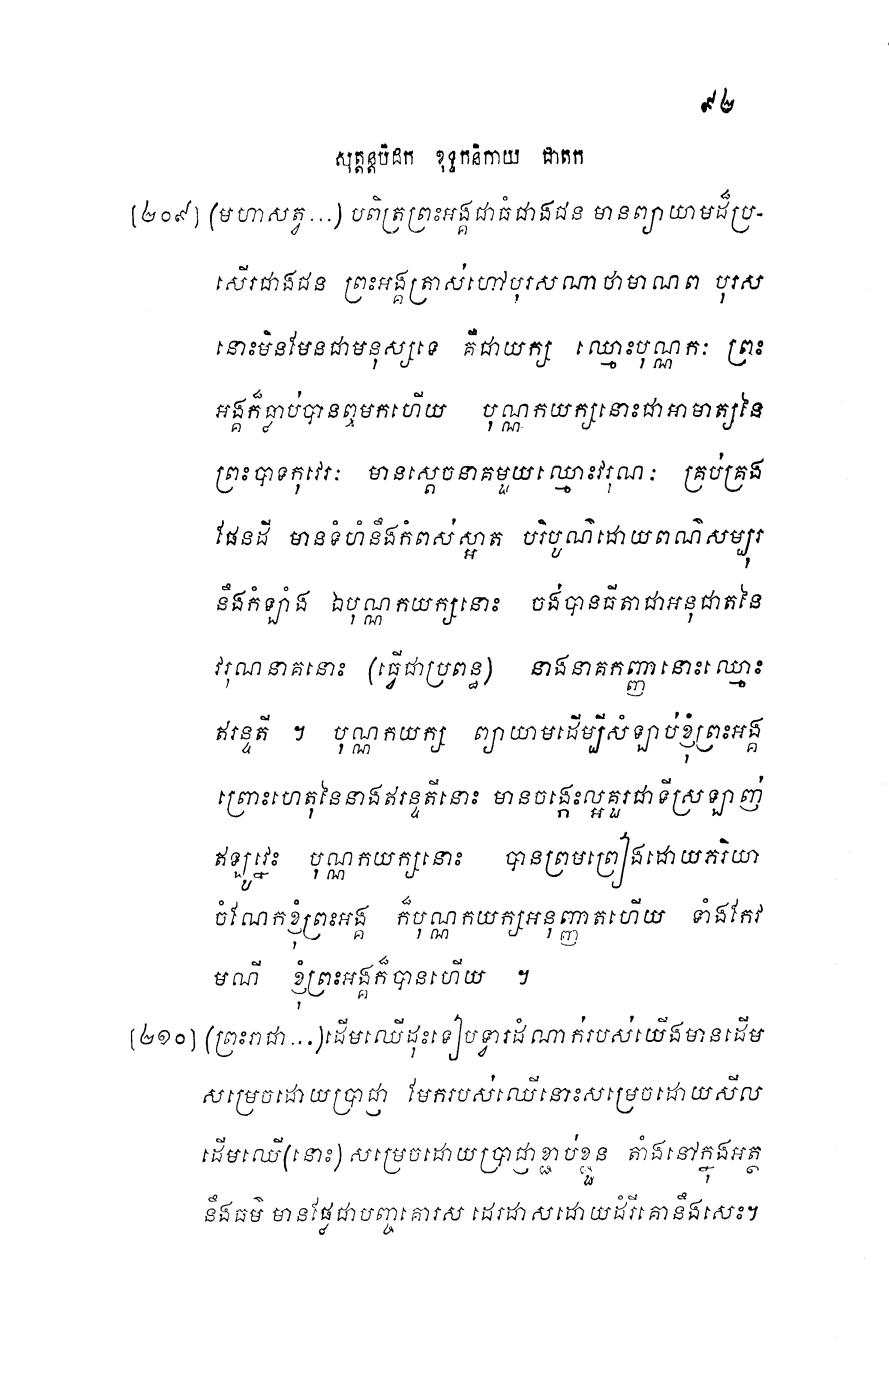 ៩២
សុត្តន្តបិដក ខុទ្ទកនិកាយ ជាតក
[២០៩] (មហាសត្វ...) បពិត្រព្រះអង្គជាធំជាងជន មានព្យាយាមដ៏ប្រ-
សើរជាងជន ព្រះអង្គត្រាស់ហៅបុរសណាថាមាណព បុរស
នោះមិនមែនជាមនុស្សទេ គឺជាយក្ស ឈ្មោះបុណ្ណកៈ ព្រះ
អង្គក៏ធ្លាប់បានឮមកហើយ បុណ្ណកយក្សនោះជាអាមាត្យនៃ
ព្រះបាទកុវេរៈ មានស្តេចនាគមួយឈ្មោះវរុណៈ គ្រប់គ្រង
ផែនដី មានទំហំនឹងកំពស់ស្អាត បរិបូណ៌ដោយពណ៌សម្បុរ
នឹងកំឡាំង ឯបុណ្ណកយក្សនោះ ចង់បានធីតាជាអនុជាតនៃ
វរុណនាគនោះ (ធ្វើជាប្រពន្ធ) នាងនាគកញ្ញានោះឈ្មោះ
ឥរន្ទតី ។ បុណ្ណកយក្ស ព្យាយាមដើម្បីសំឡាប់ខ្ញុំព្រះអង្គ
ព្រោះហេតុនៃនាងឥរន្ទតីនោះ មានចង្កេះល្អគួរជាទីស្រឡាញ់
ឥឡូវ្នេះ បុណ្ណកយក្សនោះ បានព្រមព្រៀងដោយភរិយា
ចំណែកខ្ញុំព្រះអង្គ ក៏បុណ្ណកយក្សអនុញ្ញាតហើយ ទាំងកែវ
មណី ខ្ញុំព្រះអង្គក៏បានហើយ ។
[២១០] (ព្រះរាជា...)ដើមឈើដុះទៀបទ្វារដំណាក់របស់យើងមានដើម
សម្រេចដោយប្រាជ្ញា មែករបស់ឈើនោះសម្រេចដោយសីល
ដើមឈើ(នោះ) សម្រេចដោយប្រាជ្ញាខ្ជាប់ខ្ជួន តាំងនៅក្នុងអត្ថ
នឹងធម៌ មានផ្លែជាបញ្ចគោរស ដេរដាសដោយដំរីគោនឹងសេះ។